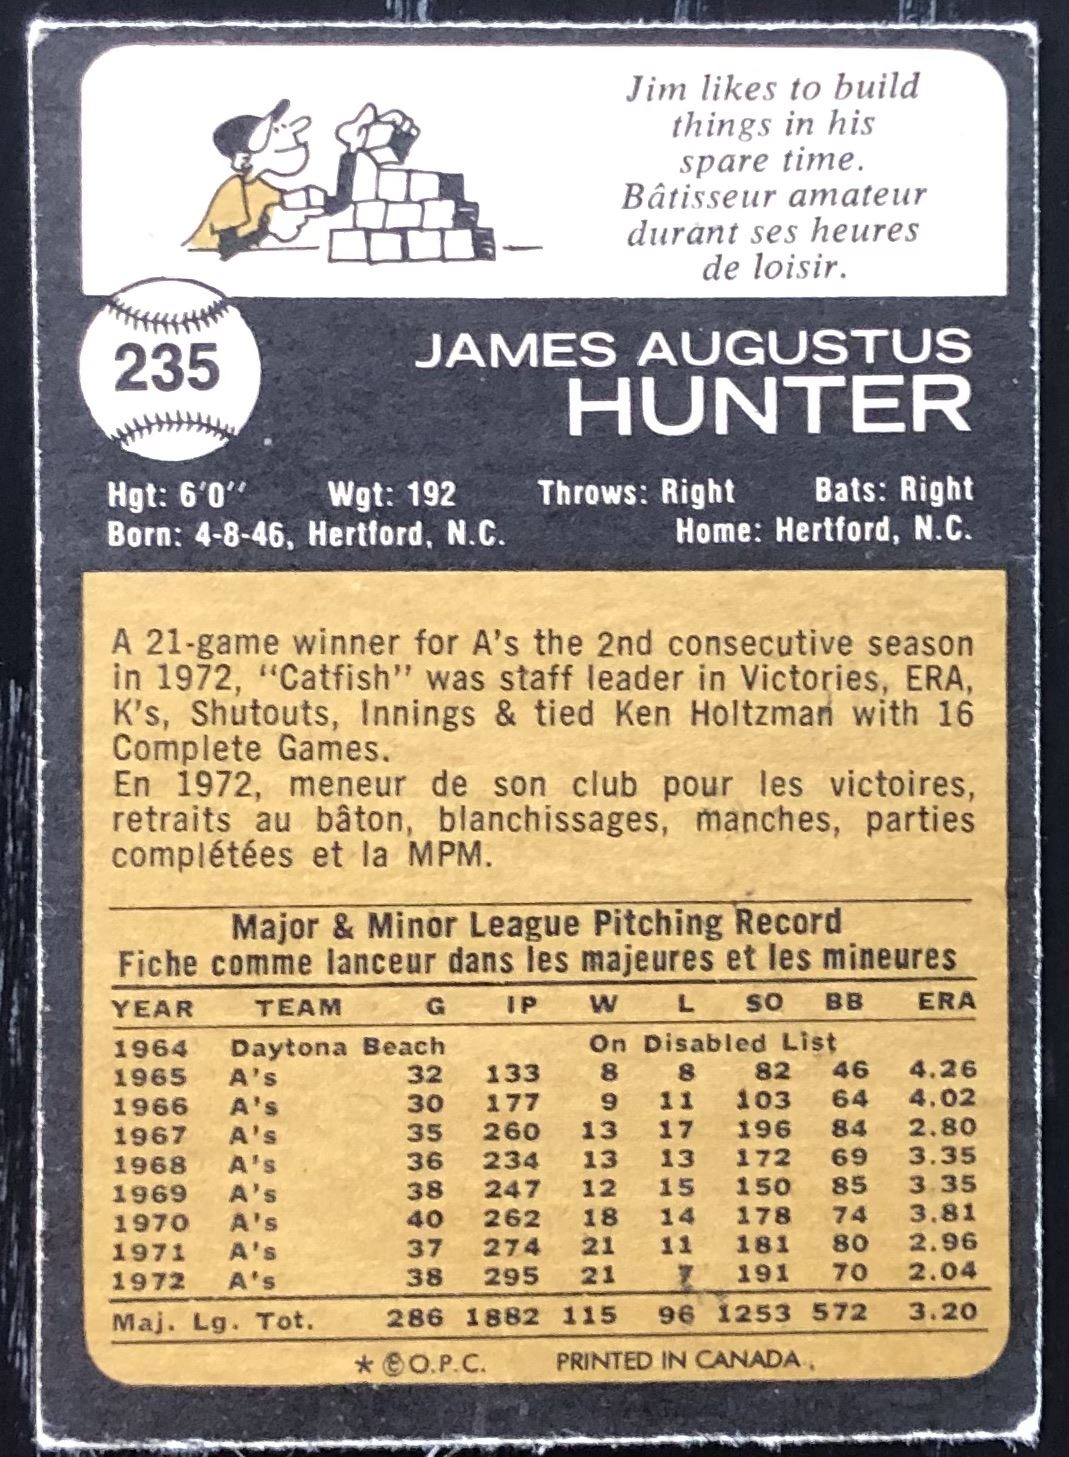 Jim likes to build
things in his
spare time.
Bâtisseur amateur
durant ses heures
de loisir.
235
JAMES AUGUSTUS
HUNTER
Hgt: 6'0'' Wgt: 192 Throws: Right Bats: Right
Born: 4-8-46, Hertford, N.C. Home: Hertford, N.C.
A 21-game winner for A's the 2nd consecutive season
in 1972, "Catfish" was staff leader in Victories, ERA,
K's, Shutouts, Innings & tied Ken Holtzman with 16
Complete Games.
En 1972, meneur de son club pour les victoires,
retraits au bâton, blanchissages, manches, parties
complétées et la MPM.
Major & Minor League Pitching Record
Fiche comme lanceur dans les majeures et les mineures
YEAR TEAM G IP W L SO BB ERA
1964 Daytona Beach On Disabled List
1965 A's 32 133 8 8 82 46 4.26
1966 A's 30 177 9 11 103 64 4.02
1967 A's 35 260 13 17 196 84 2.80
1968 A's 36 234 13 13 172 69 3.35
1969 A's 38 247 12 15 150 85 3.35
1970 A's 40 262 18 14 178 74 3.81
1971 A's 37 274 21 11 181 80 2.96
1972 A's 38 295 21 7 191 70 2.04
Maj. Lg. Tot. 286 1882 115 96 1253 572 3.20
* © O.P.C. PRINTED IN CANADA